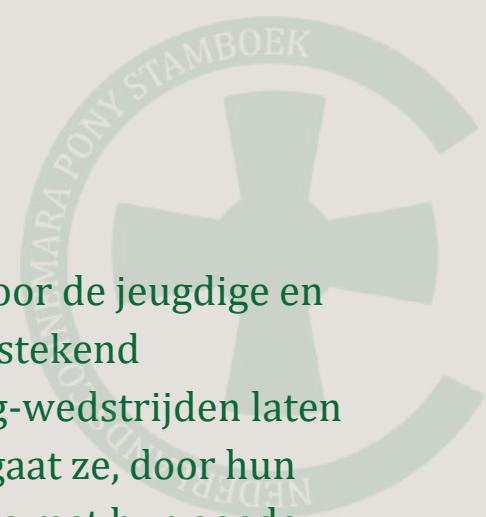 NEDERLANDS CONNEMARA PONY STAMBOEK
oor de jeugdige en
stekend
g-wedstrijden laten
gaat ze, door hun